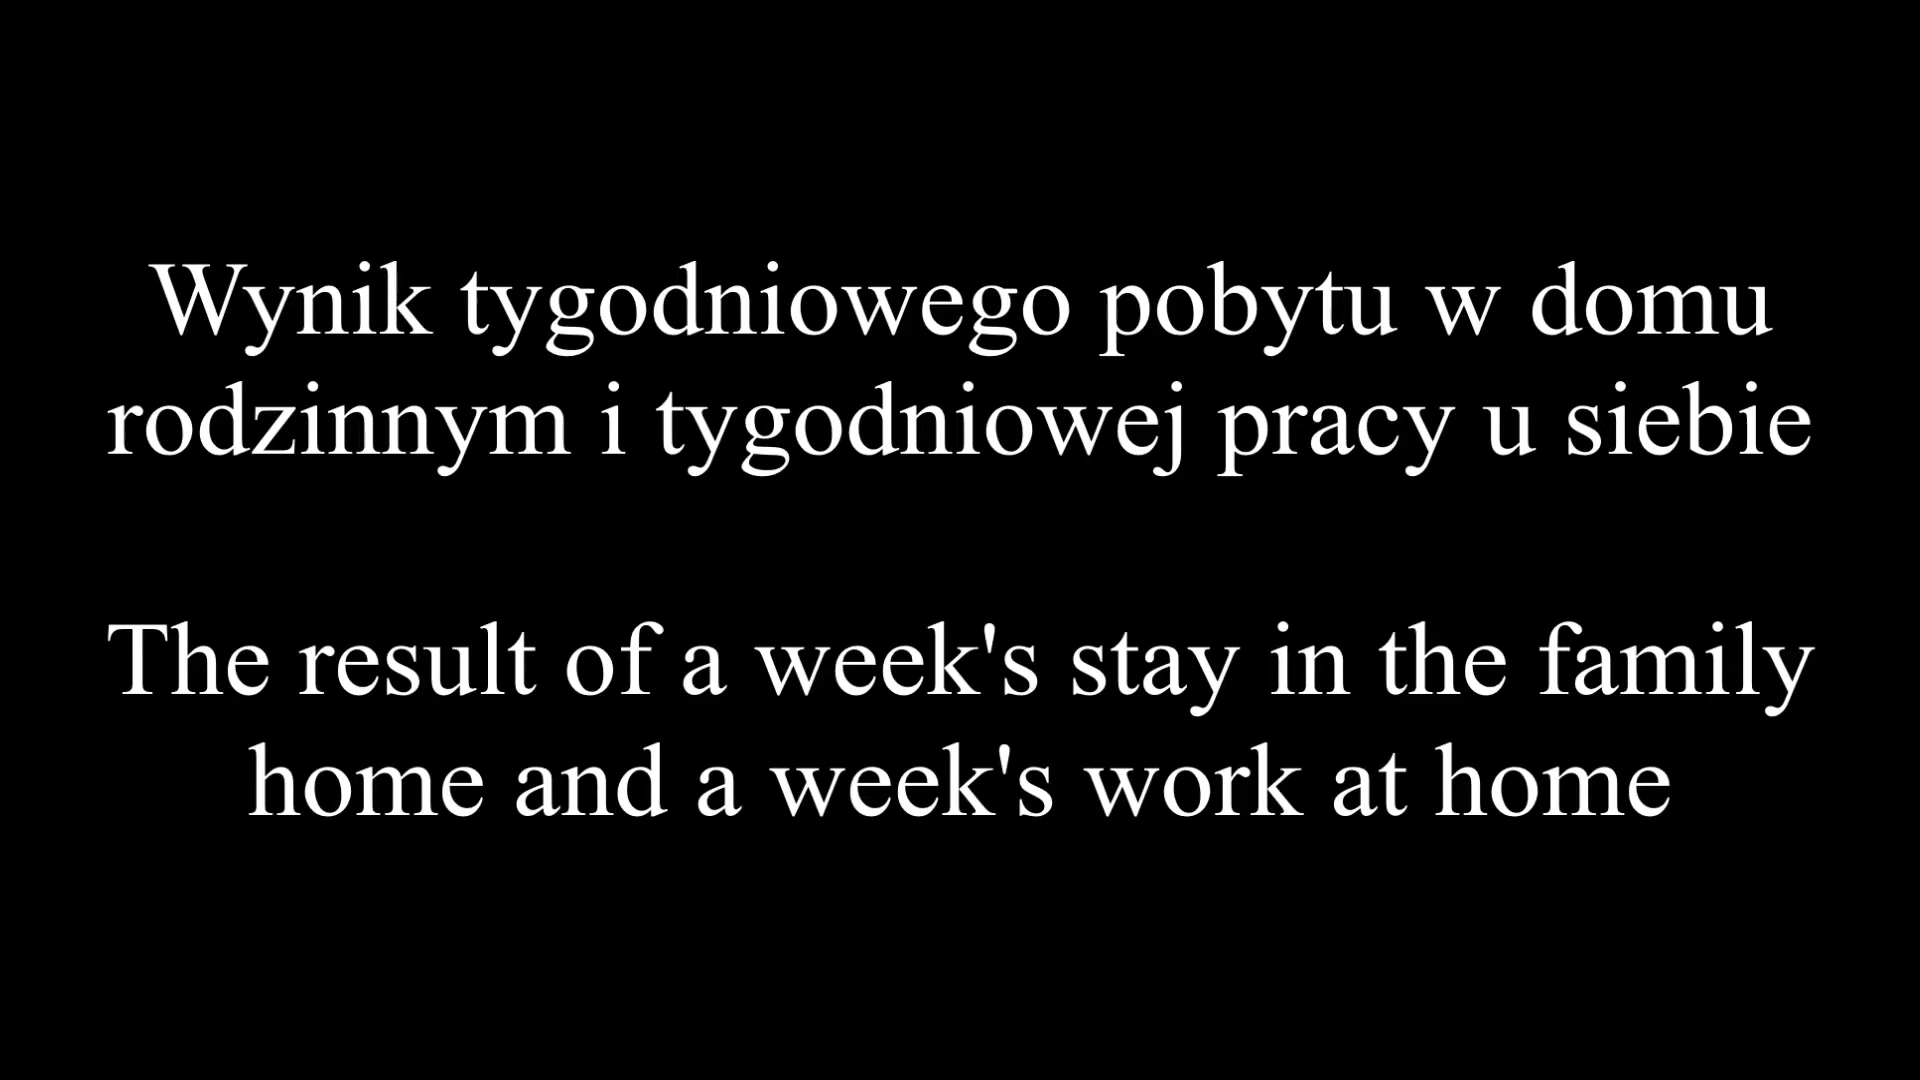 Wynik tygodniowego pobytu w domu
rodzinnym i tygodniowej pracy u siebie
The result of a week's stay in the family
home and a week's work at home